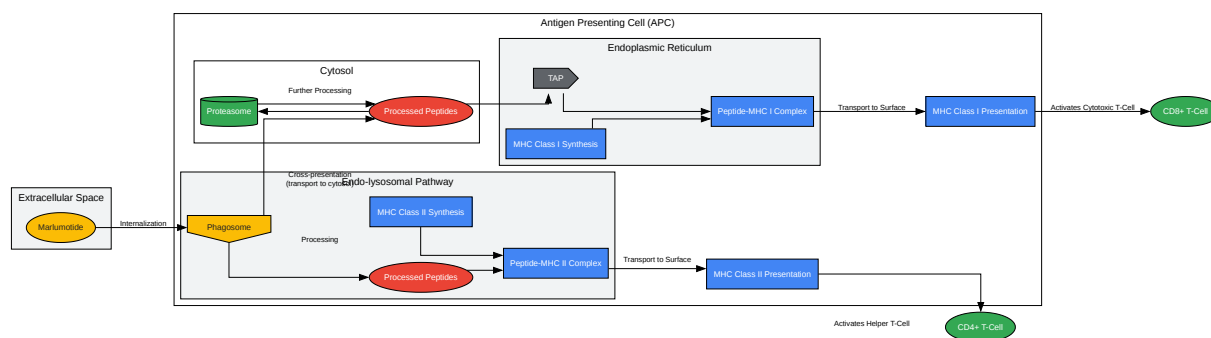 Antigen Presenting Cell (APC)
Endoplasmic Reticulum
Cytosol
TAP
Further Processing
Proteasome
Processed Peptides
Peptide-MHC I Complex
Transport to Surface
MHC Class I Presentation
Activates Cytotoxic T-Cell
CD8+ T-Cell
MHC Class I Synthesis
Cross-presentation
(transport to cytosol)
Endo-lysosomal Pathway
Extracellular Space
Marlumotide
Internalization
Phagosome
MHC Class II Synthesis
Processing
Processed Peptides
Peptide-MHC II Complex
Transport to Surface
MHC Class II Presentation
Activates Helper T-Cell
CD4+ T-Cell